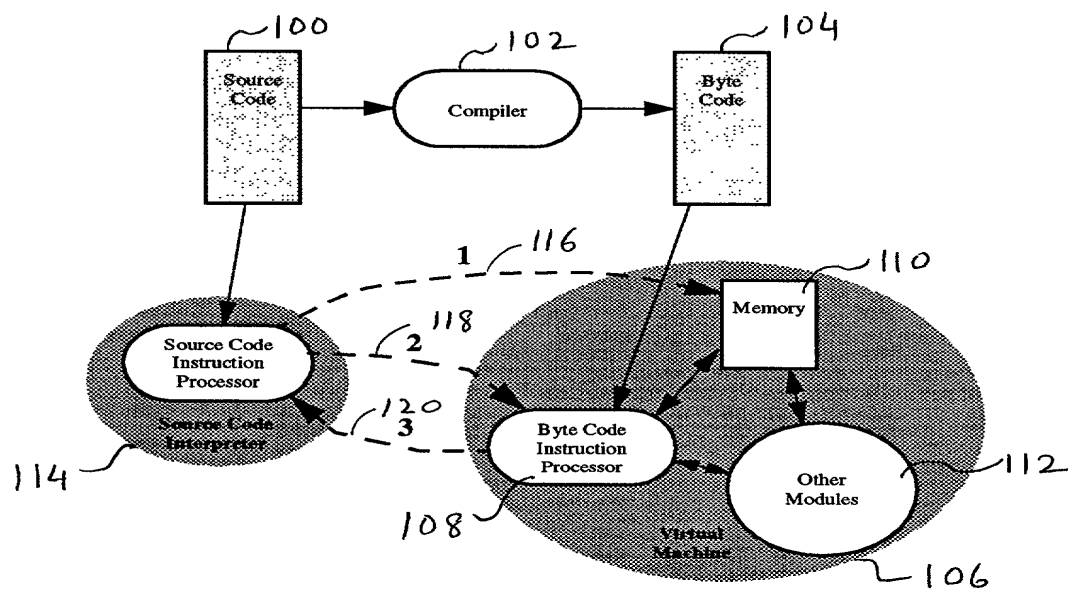 100
102
104
Source
Code
Compiler
Byte
Code
1
116
110
Memory
2
118
Source Code
Instruction
Processor
120
3
Source Code
Interpreter
114
Byte Code
Instruction
Processor
Other
Modules
112
108
Virtual
Machine
106